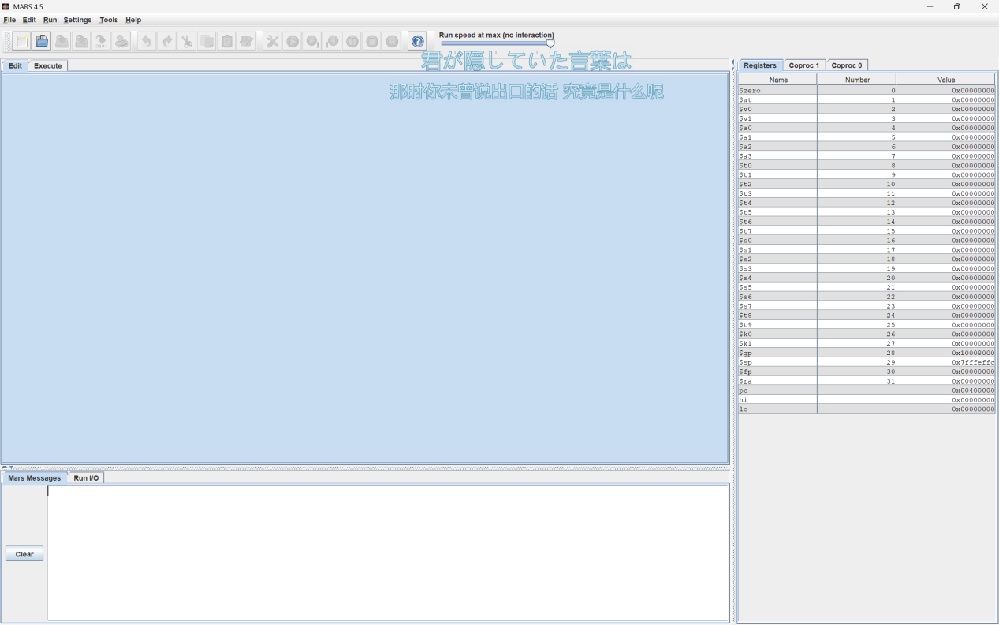 MARS 4.5
File Edit Run Settings Tools Help
Run speed at max (no interaction)
君が隠していた言葉は
那时你未曾说出口的话 究竟是什么呢
Edit Execute
Mars Messages Run I/O
Clear
Registers Coproc 1 Coproc 0
Name Number Value
$zero 0 0x00000000
$at 1 0x00000000
$v0 2 0x00000000
$v1 3 0x00000000
$a0 4 0x00000000
$a1 5 0x00000000
$a2 6 0x00000000
$a3 7 0x00000000
$t0 8 0x00000000
$t1 9 0x00000000
$t2 10 0x00000000
$t3 11 0x00000000
$t4 12 0x00000000
$t5 13 0x00000000
$t6 14 0x00000000
$t7 15 0x00000000
$s0 16 0x00000000
$s1 17 0x00000000
$s2 18 0x00000000
$s3 19 0x00000000
$s4 20 0x00000000
$s5 21 0x00000000
$s6 22 0x00000000
$s7 23 0x00000000
$t8 24 0x00000000
$t9 25 0x00000000
$k0 26 0x00000000
$k1 27 0x00000000
$gp 28 0x10008000
$sp 29 0x7fffeffc
$fp 30 0x00000000
$ra 31 0x00000000
pc 0x00400000
hi 0x00000000
lo 0x00000000